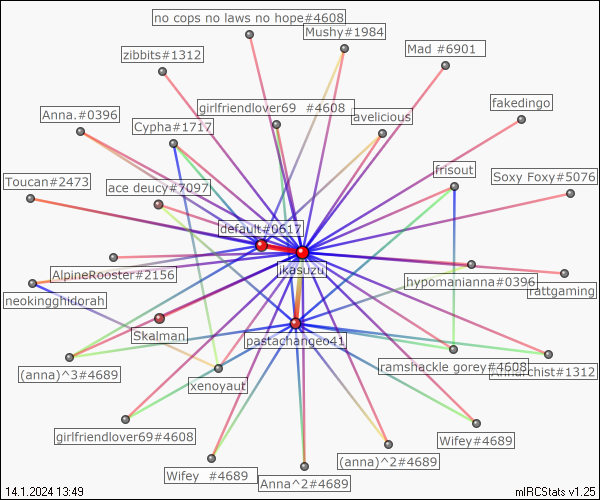 no cops no laws no hope#4608
Mushy#1984
Mad #6901
zibbits#1312
fakedingo
girlfriendlover69 #4608
Anna.#0396
avelicious
Cypha#1717
frisout
Soxy Foxy#5076
Toucan#2473
ace deucy#7097
default#0617
ikasuzu
AlpineRooster#2156
hypomanianna#0396
rattgaming
neokingghidorah
Skalman
pastachangeo41
(anna)^3#4689
ramshackle gorey#4608
Annarchist#1312
xenoyaut
girlfriendlover69#4608
Wifey#4689
(anna)^2#4689
Wifey #4689
Anna^2#4689
14.1.2024 13:49
mIRCStats v1.25